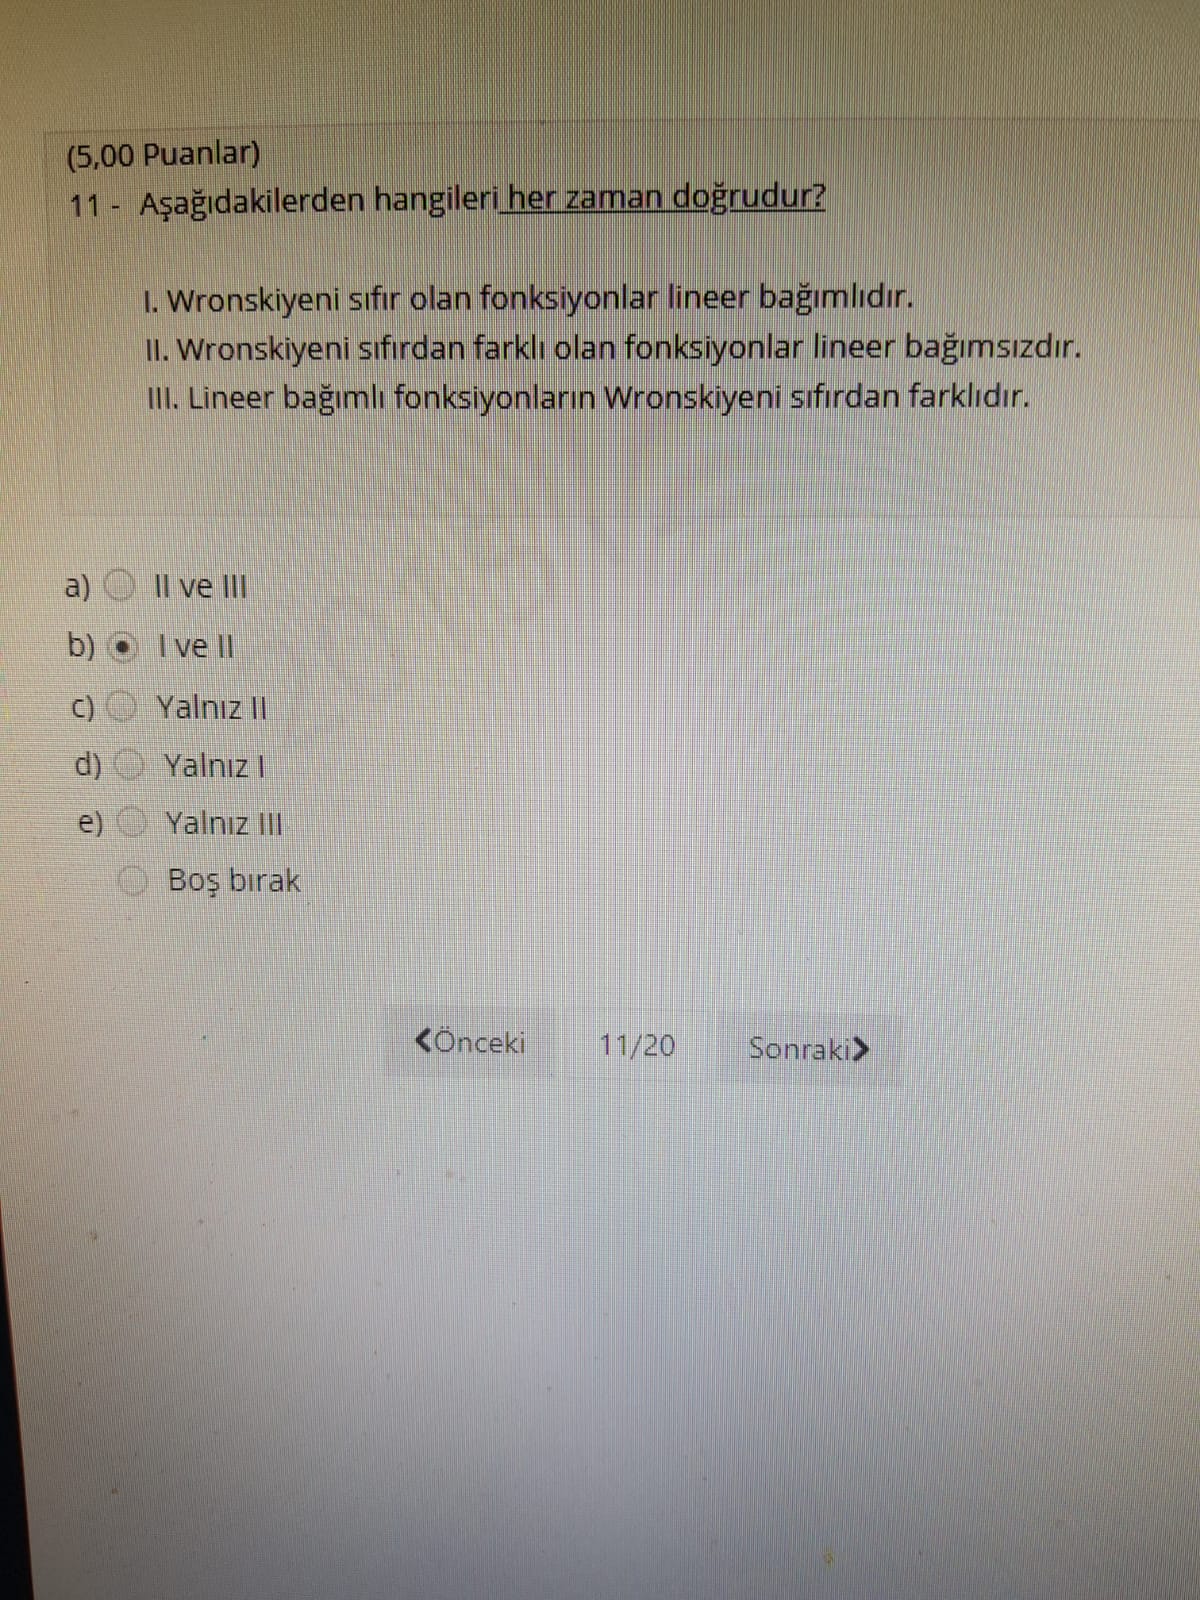 (5,00 Puanlar)
11 - Aşağıdakilerden hangileri her zaman doğrudur?
I. Wronskiyeni sıfır olan fonksiyonlar lineer bağımlıdır.
II. Wronskiyeni sıfırdan farklı olan fonksiyonlar lineer bağımsızdır.
III. Lineer bağımlı fonksiyonların Wronskiyeni sıfırdan farklıdır.
a) II ve III
b) I ve II
c) Yalnız II
d) Yalnız I
e) Yalnız III
Boş bırak
Önceki 11/20 Sonraki